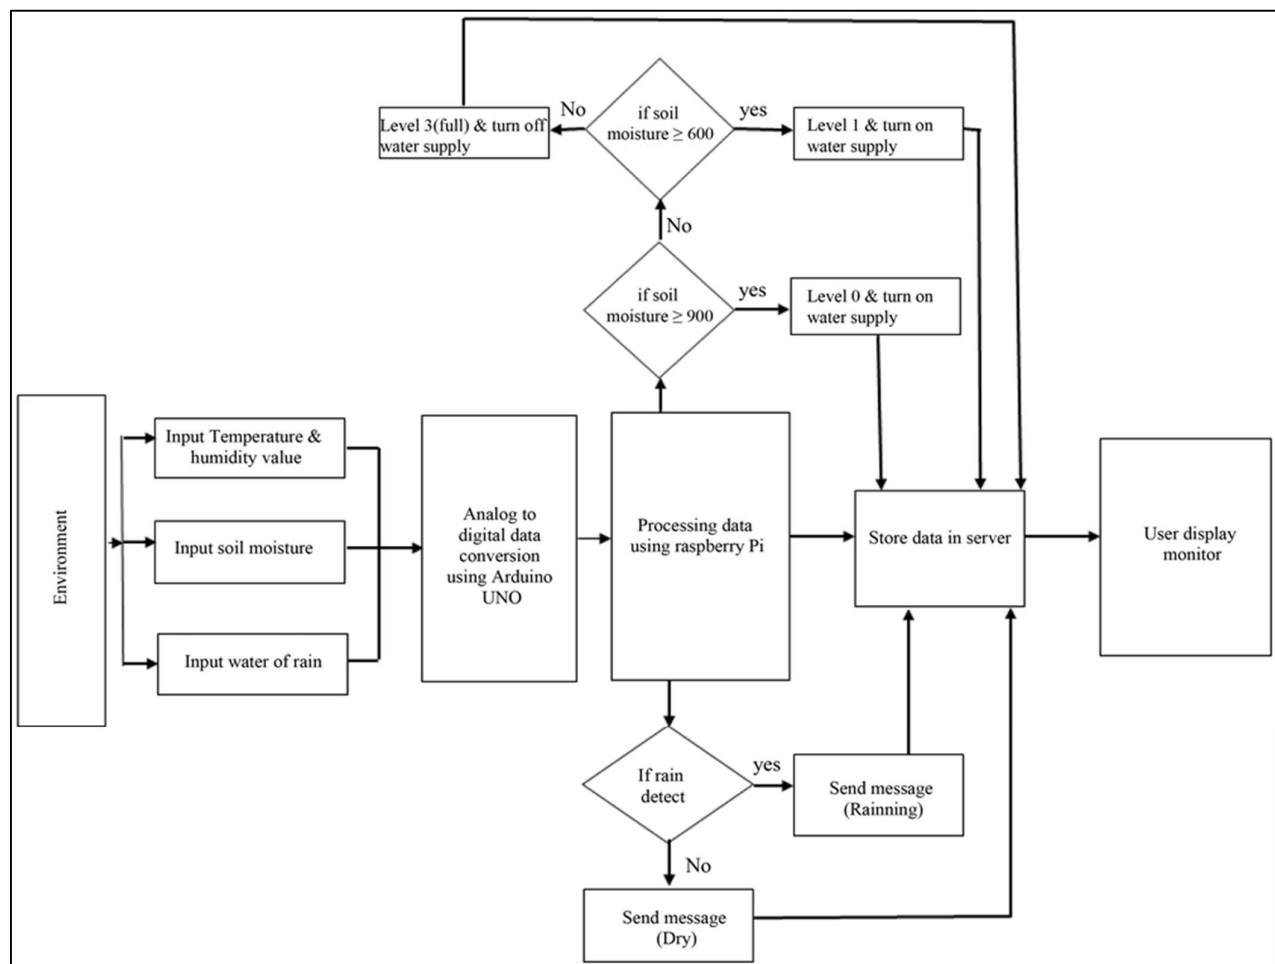 No
if soil
moisture ≥ 600
yes
Level 3(full) & turn off
water supply
Level 1 & turn on
water supply
No
if soil
moisture ≥ 900
yes
Level 0 & turn on
water supply
Environment
Input Temperature &
humidity value
Input soil moisture
Input water of rain
Analog to
digital data
conversion
using Arduino
UNO
Processing data
using raspberry Pi
Store data in server
User display
monitor
If rain
detect
yes
Send message
(Rainning)
No
Send message
(Dry)